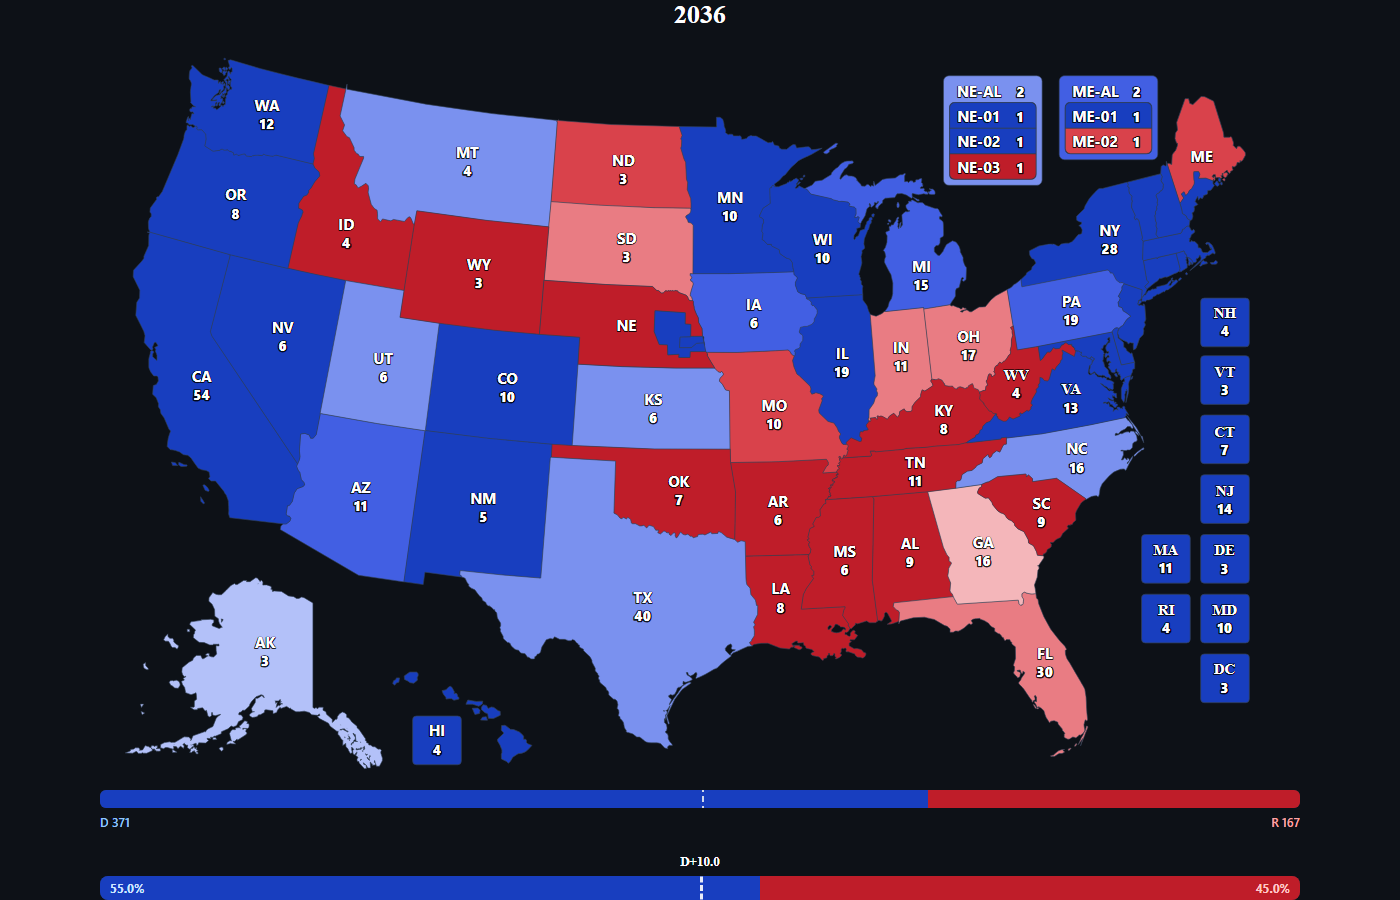 2036
NE-AL 2
NE-01 1
NE-02 1
NE-03 1
ME-AL 2
ME-01 1
ME-02 1
WA
12
OR
8
CA
54
NV
6
ID
4
MT
4
WY
3
UT
6
AZ
11
CO
10
NM
5
ND
3
SD
3
NE
KS
6
OK
7
TX
40
MN
10
IA
6
MO
10
AR
6
LA
8
WI
10
IL
19
MI
15
IN
11
OH
17
KY
8
TN
11
MS
6
AL
9
GA
16
FL
30
SC
9
NC
16
VA
13
WV
4
PA
19
NY
28
ME
NH
4
VT
3
CT
7
NJ
14
MA
11
DE
3
RI
4
MD
10
DC
3
AK
3
HI
4
D 371
R 167
D+10.0
55.0%
45.0%